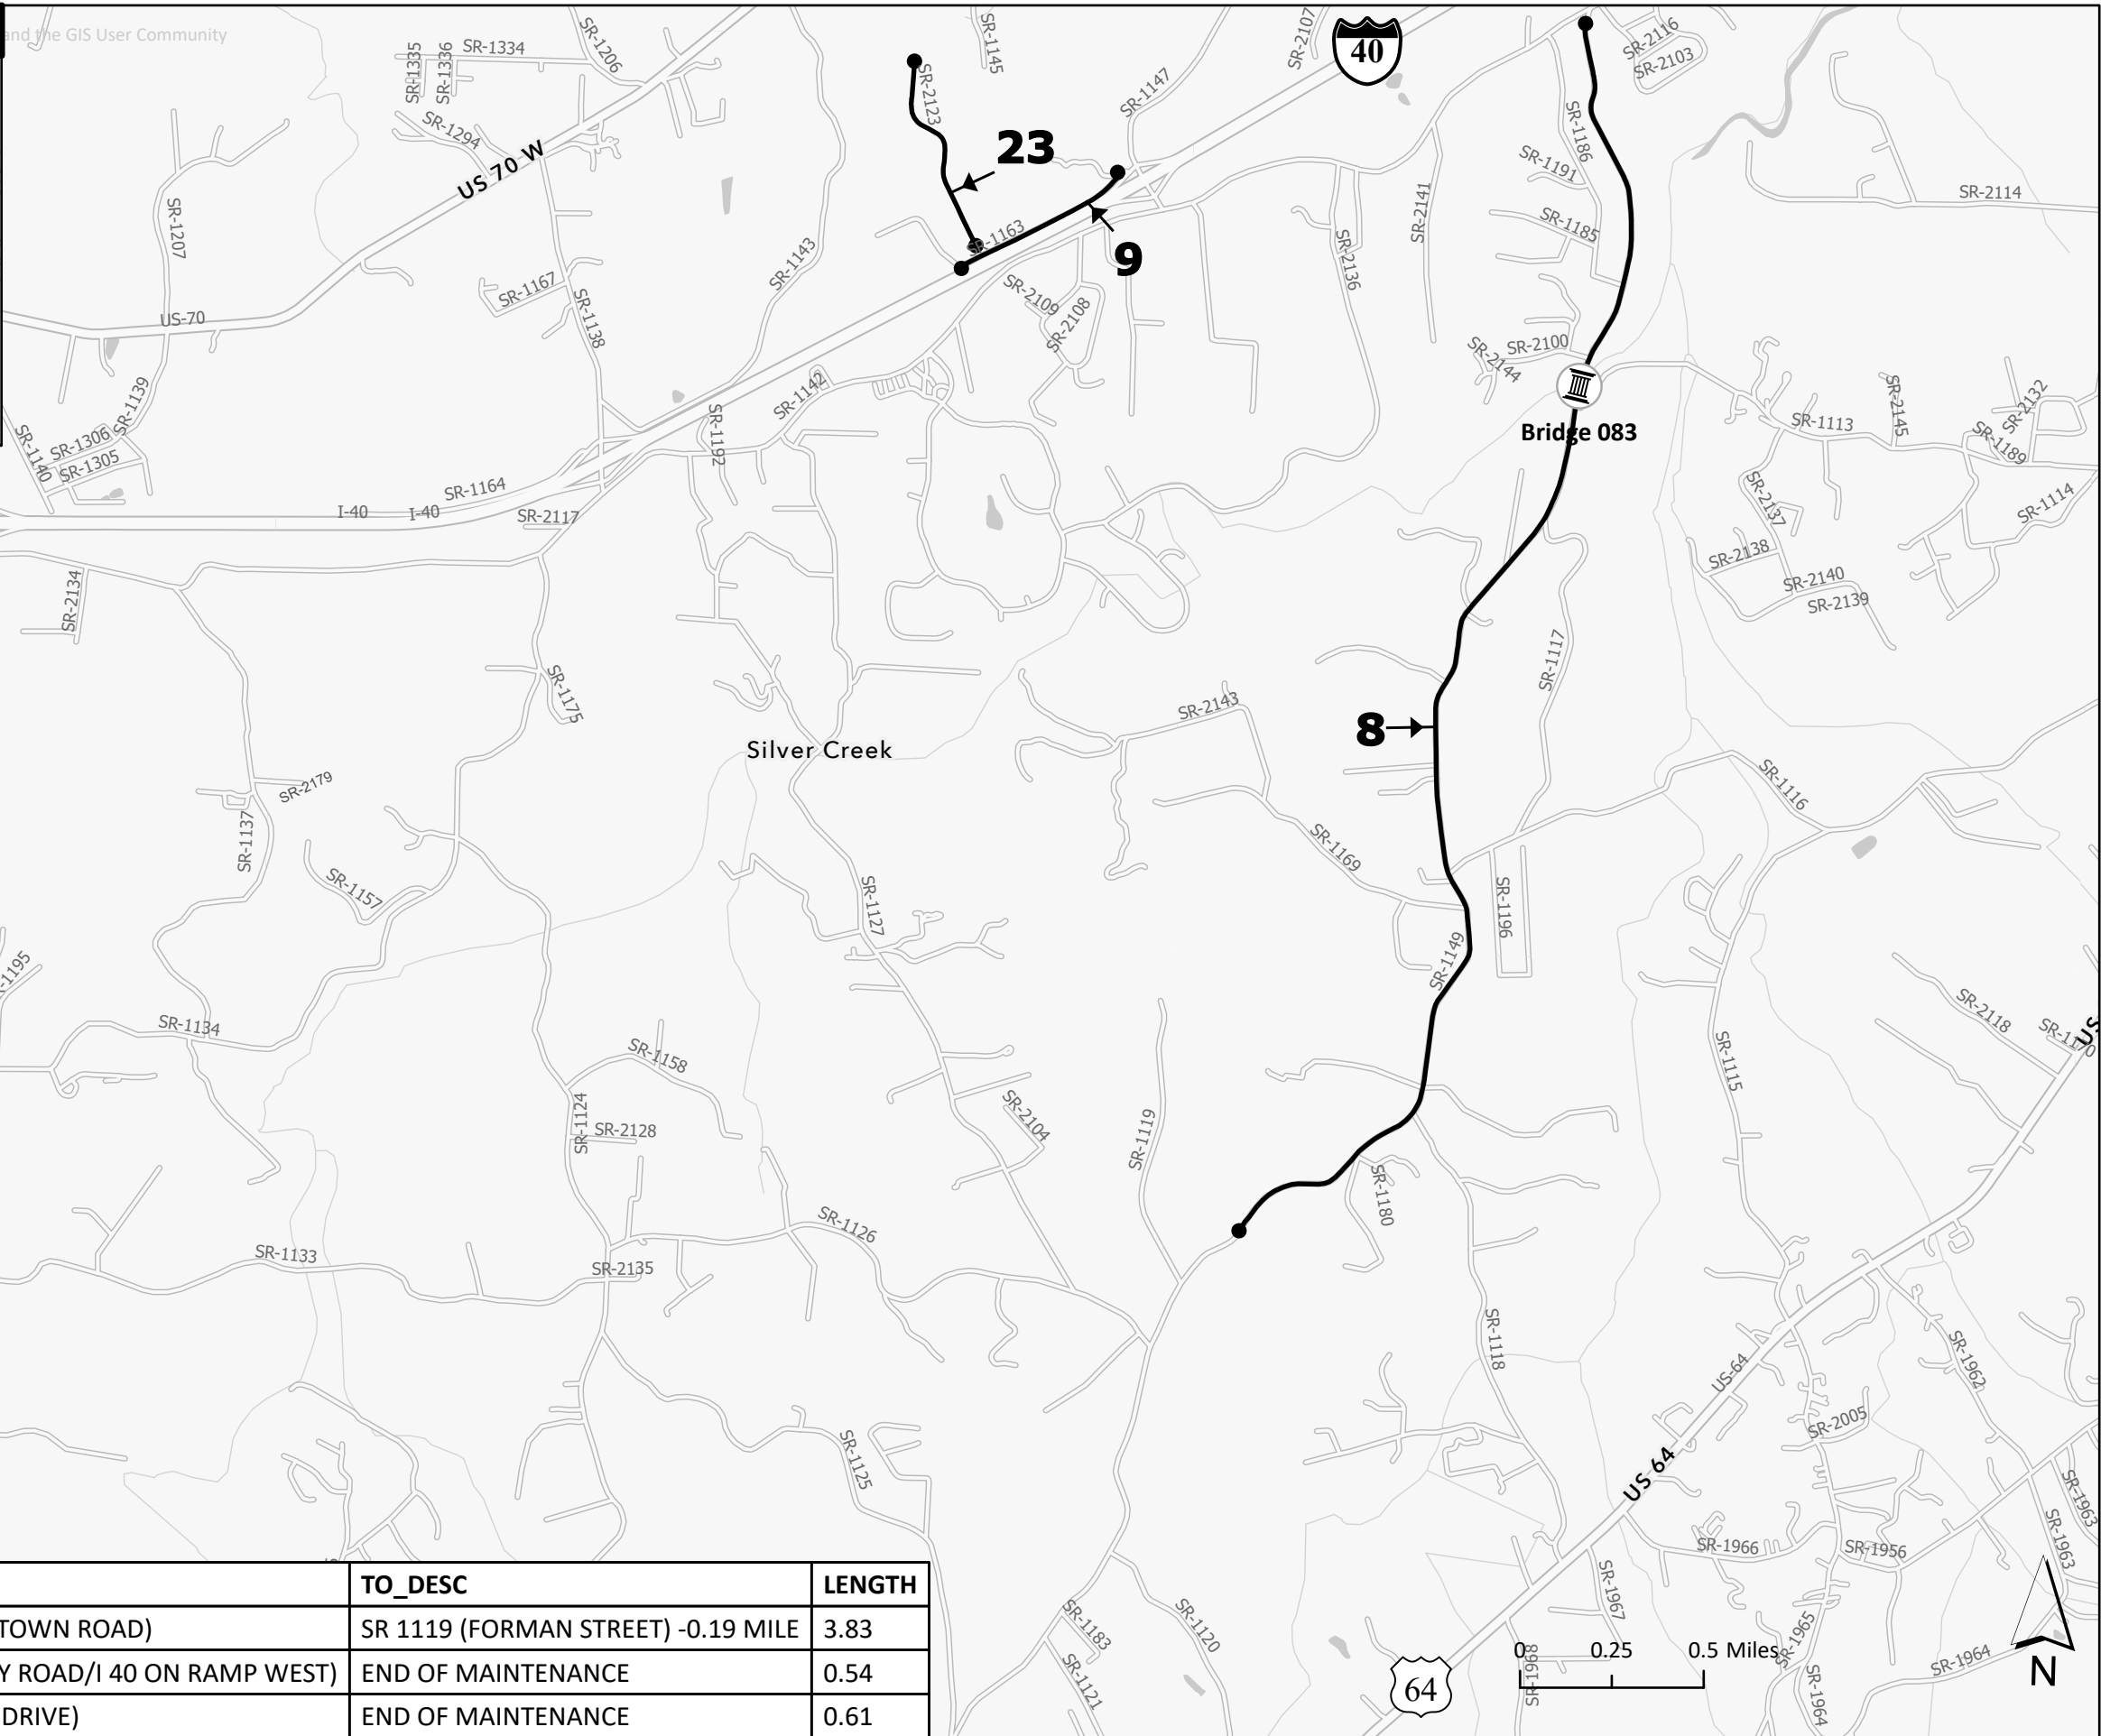 and the GIS User Community
SR-1335
SR-1336
SR-1334
SR-1206
SR-1294
US 70 W
SR-1207
US-70
SR-1167
SR-1138
SR-1143
SR-2123
SR-1145
23
SR-1147
SR-2107
40
SR-1163
9
SR-2109
SR-2108
SR-2136
SR-2141
SR-1186
SR-1191
SR-1185
SR-2116
SR-2103
SR-2114
SR-2100
SR-2144
Bridge 083
SR-1113
SR-2145
SR-2132
SR-1189
SR-1114
SR-2137
SR-2138
SR-2140
SR-2139
SR-1139
SR-1306
SR-1305
SR-1140
SR-1142
SR-1192
SR-1164
I-40
I-40
SR-2117
SR-2134
SR-1175
SR-2143
SR-1117
8
Silver Creek
SR-2179
SR-1137
SR-1157
SR-1127
SR-1169
SR-1196
SR-1116
SR-1149
-1195
SR-1134
SR-1158
SR-1124
SR-2128
SR-2104
SR-1119
SR-1115
SR-2118
SR-1170
US
SR-1180
SR-1126
SR-1133
SR-2135
SR-1118
SR-1125
US-64
US 64
SR-1962
SR-2005
SR-1963
SR-1963
SR-1966
SR-1956
SR-1967
SR-1965
SR-1964
SR-1964
SR-1968
SR-1183
SR-1120
SR-1121
64
0 0.25 0.5 Miles
N
TO_DESC LENGTH
TOWN ROAD) SR 1119 (FORMAN STREET) -0.19 MILE 3.83
Y ROAD/I 40 ON RAMP WEST) END OF MAINTENANCE 0.54
DRIVE) END OF MAINTENANCE 0.61